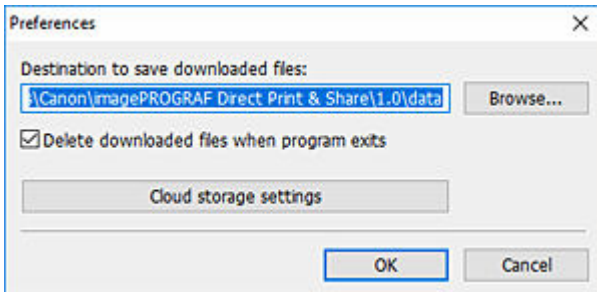 Preferences
Destination to save downloaded files:
\Canon\imagePROGRAF Direct Print & Share\1.0\data
Browse...
Delete downloaded files when program exits
Cloud storage settings
OK
Cancel